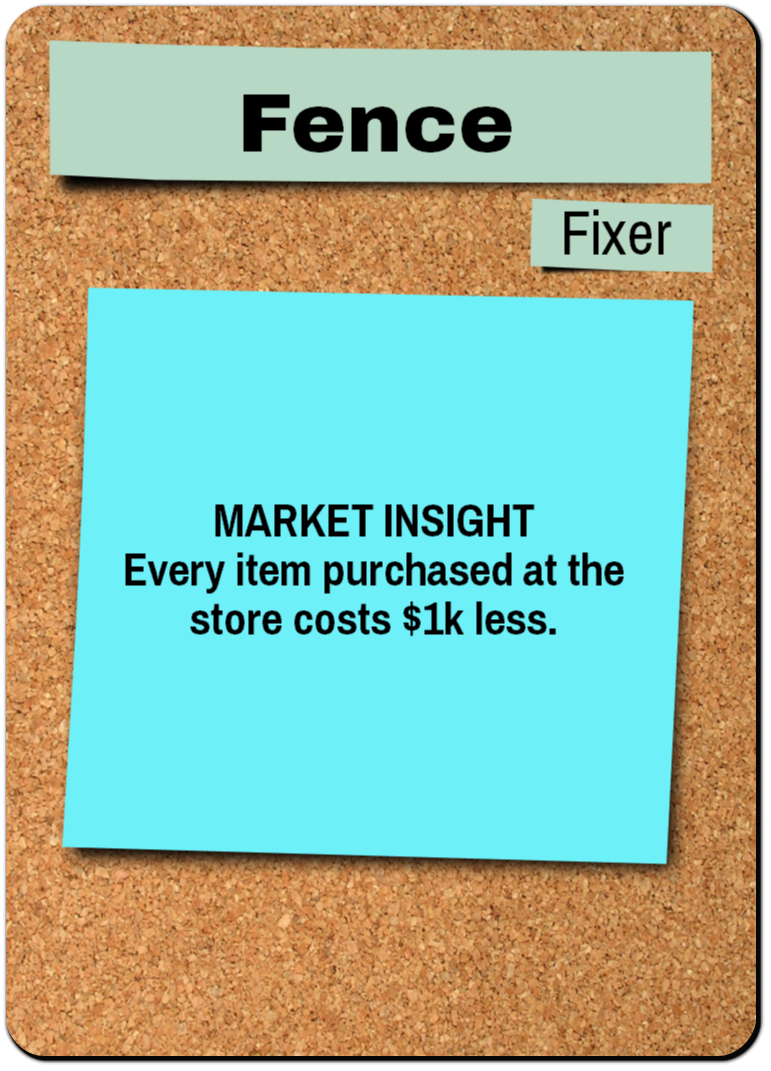 Fence
Fixer
MARKET INSIGHT
Every item purchased at the
store costs $1k less.